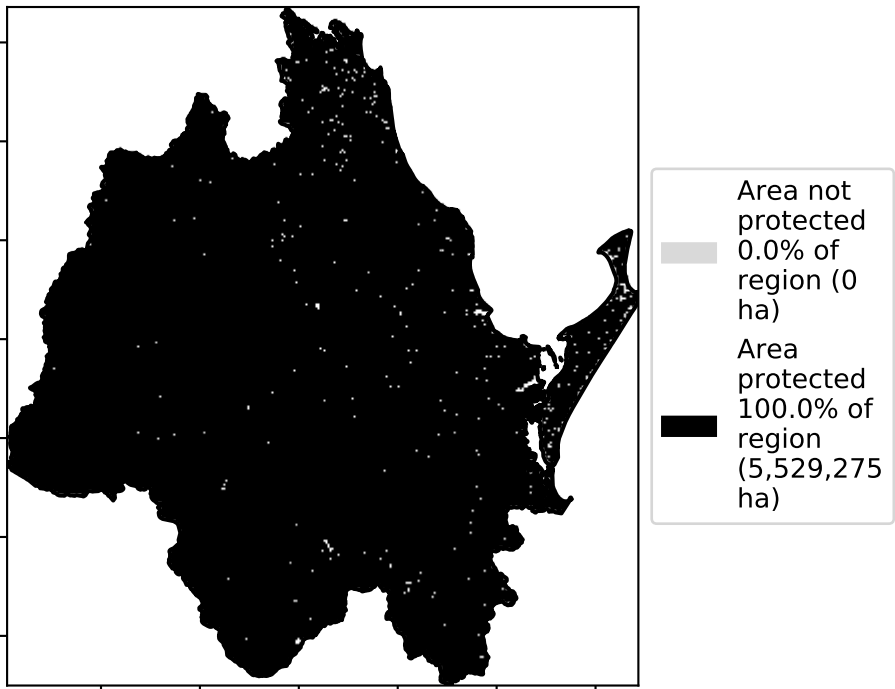 Area not
protected
0.0% of
region (0
ha)
Area
protected
100.0% of
region
(5,529,275
ha)